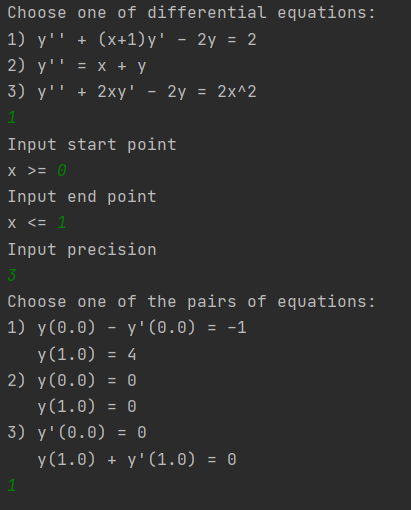 Choose one of differential equations:
1) y'' + (x+1)y' - 2y = 2
2) y'' = x + y
3) y'' + 2xy' - 2y = 2x^2
1
Input start point
x >= 0
Input end point
x <= 1
Input precision
3
Choose one of the pairs of equations:
1) y(0.0) - y'(0.0) = -1
   y(1.0) = 4
2) y(0.0) = 0
   y(1.0) = 0
3) y'(0.0) = 0
   y(1.0) + y'(1.0) = 0
1